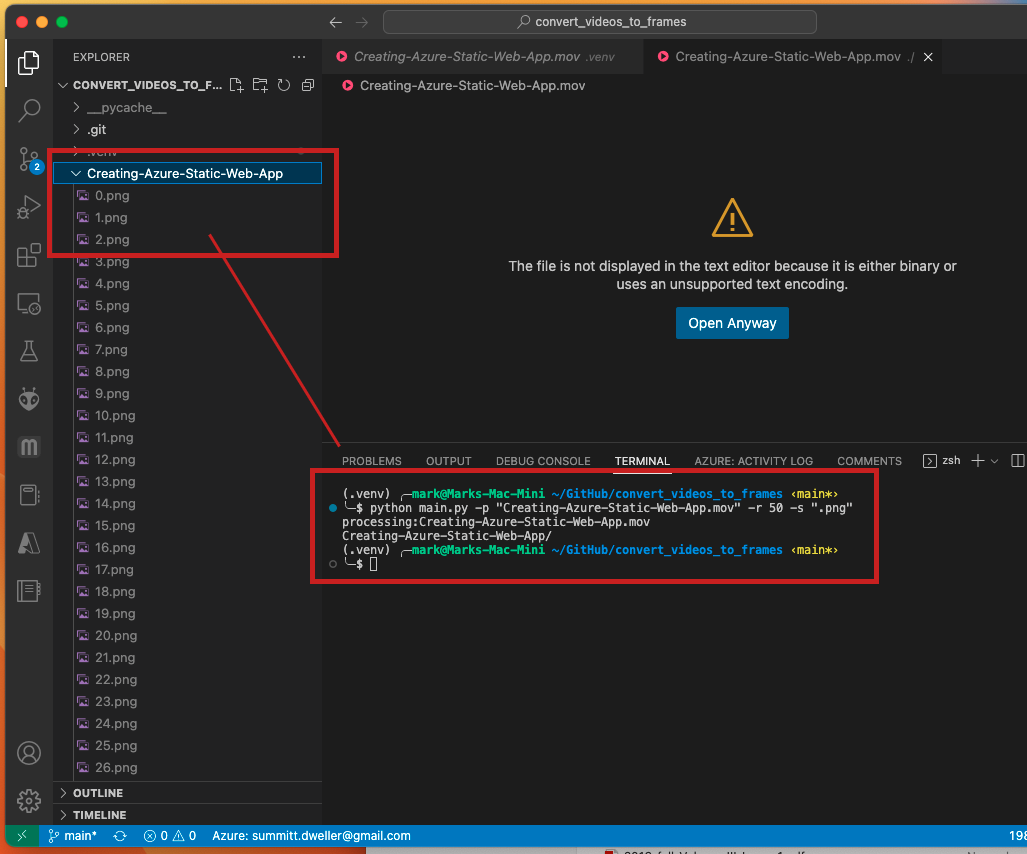 convert_videos_to_frames
EXPLORER
CONVERT_VIDEOS_TO_F...
__pycache__
.git
.venv
Creating-Azure-Static-Web-App
0.png
1.png
2.png
3.png
4.png
5.png
6.png
7.png
8.png
9.png
10.png
11.png
12.png
13.png
14.png
15.png
16.png
17.png
18.png
19.png
20.png
21.png
22.png
23.png
24.png
25.png
26.png
OUTLINE
TIMELINE
2
Creating-Azure-Static-Web-App.mov .venv
Creating-Azure-Static-Web-App.mov ./
Creating-Azure-Static-Web-App.mov
The file is not displayed in the text editor because it is either binary or
uses an unsupported text encoding.
Open Anyway
PROBLEMS OUTPUT DEBUG CONSOLE TERMINAL AZURE: ACTIVITY LOG COMMENTS zsh
(.venv) ╭─mark@Marks-Mac-Mini ~/GitHub/convert_videos_to_frames ‹main*›
╰─$ python main.py -p "Creating-Azure-Static-Web-App.mov" -r 50 -s ".png"
processing:Creating-Azure-Static-Web-App.mov
Creating-Azure-Static-Web-App/
(.venv) ╭─mark@Marks-Mac-Mini ~/GitHub/convert_videos_to_frames ‹main*›
╰─$
main* 0 0 Azure: summitt.dweller@gmail.com